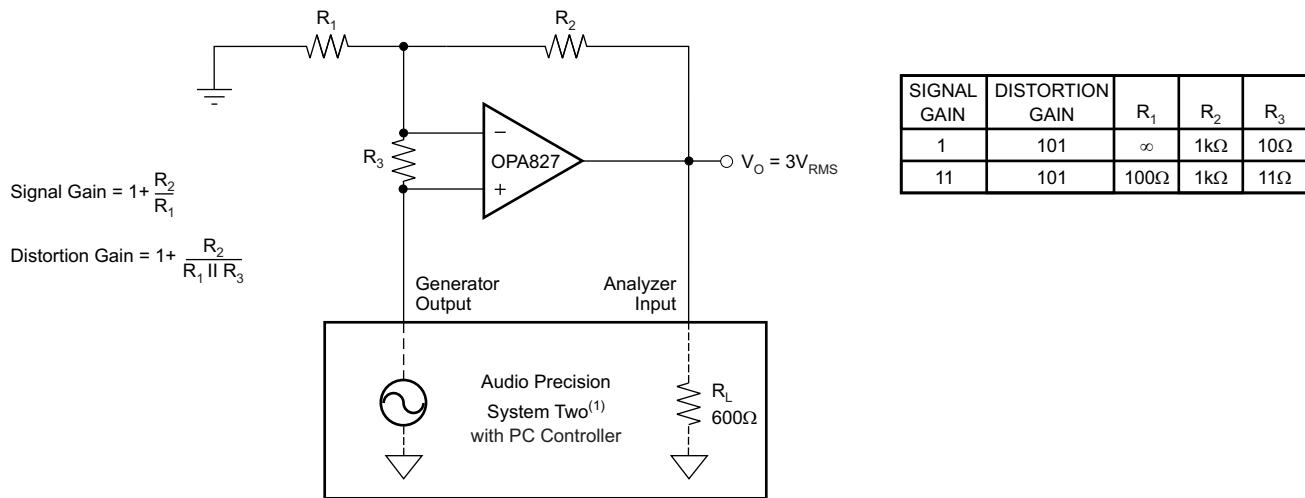 R1
R2
SIGNAL GAIN DISTORTION GAIN R1 R2 R3
1 101 ∞ 1kΩ 10Ω
11 101 100Ω 1kΩ 11Ω
−
OPA827
+
R3
VO = 3VRMS
Signal Gain = 1+ R2/R1
Distortion Gain = 1+ R2/(R1 II R3)
Generator
Output
Analyzer
Input
Audio Precision
System Two(1)
with PC Controller
RL
600Ω